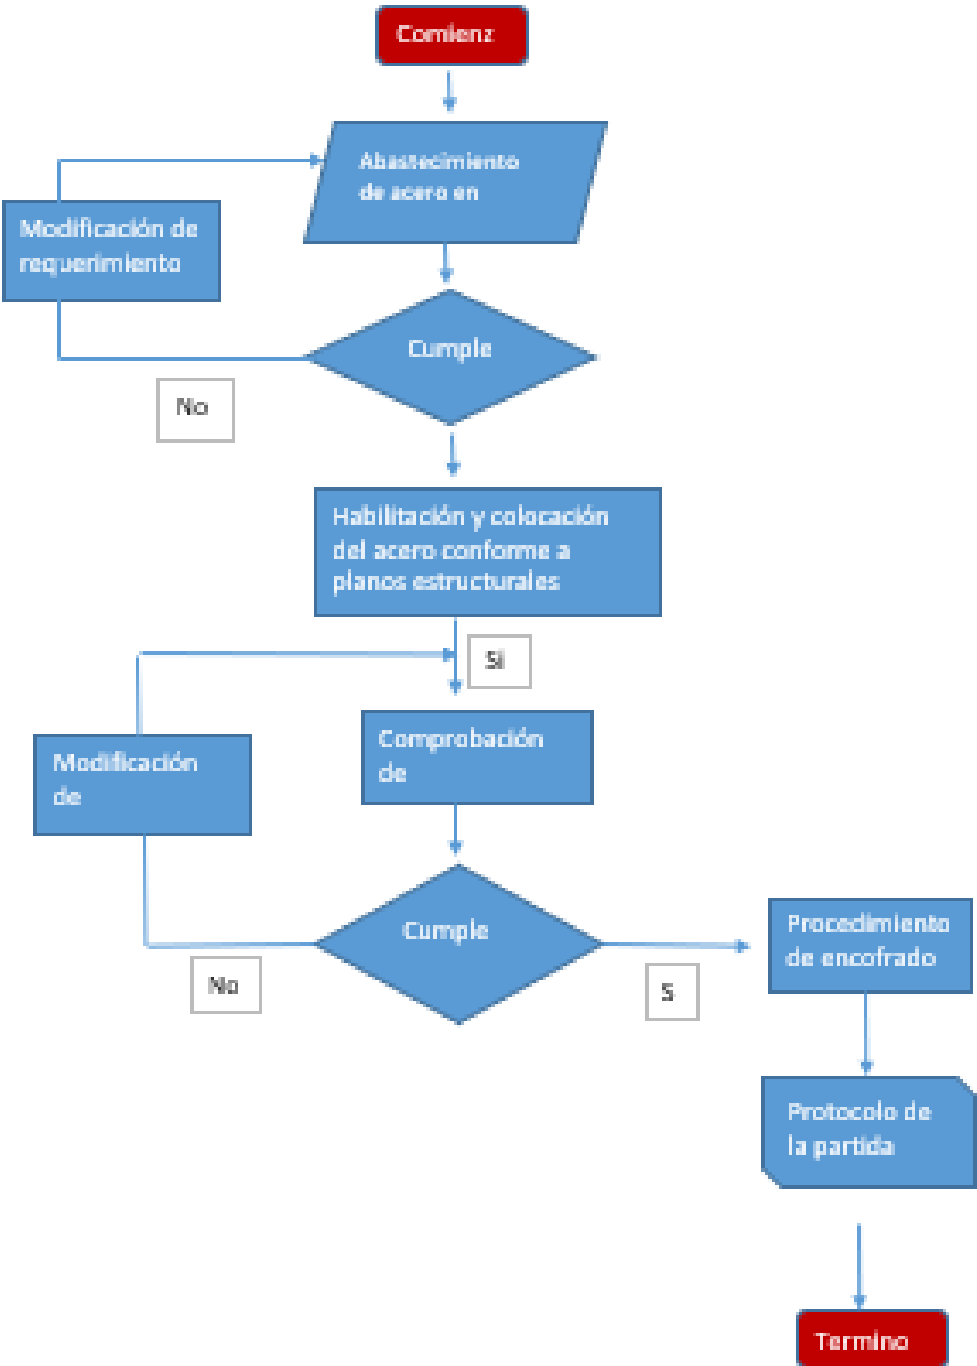 Comienz
Abastecimiento
de acero en
Modificación de
requerimiento
Cumple
No
Habilitación y colocación
del acero conforme a
planos estructurales
Si
Comprobación
de
Modificación
de
Cumple
No
S
Procedimiento
de encofrado
Protocolo de
la partida
Termino